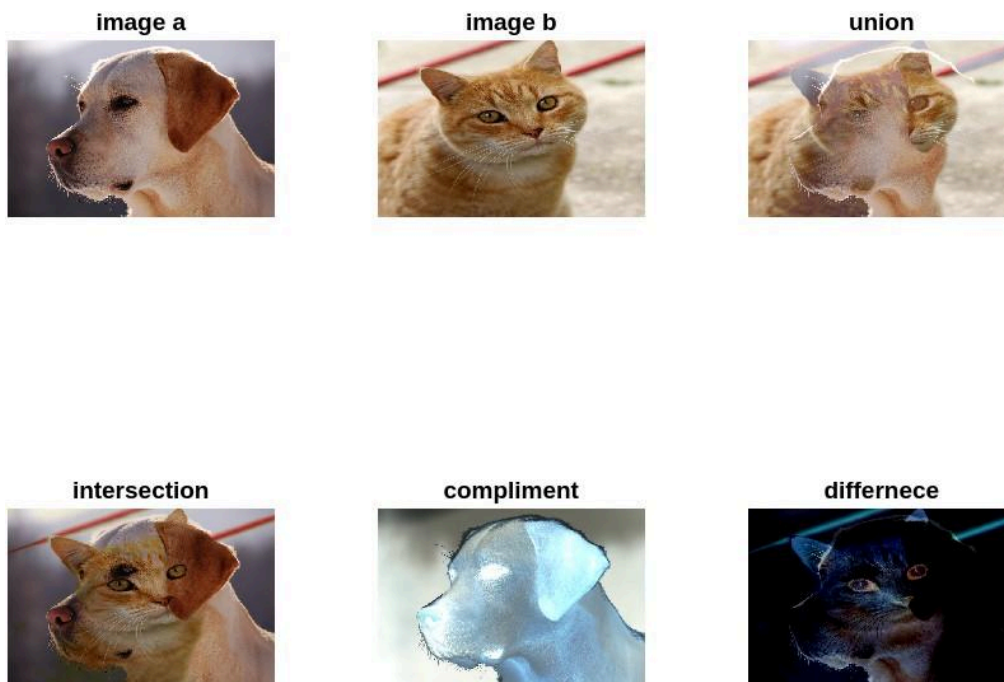 image a
image b
union
intersection
compliment
differnece